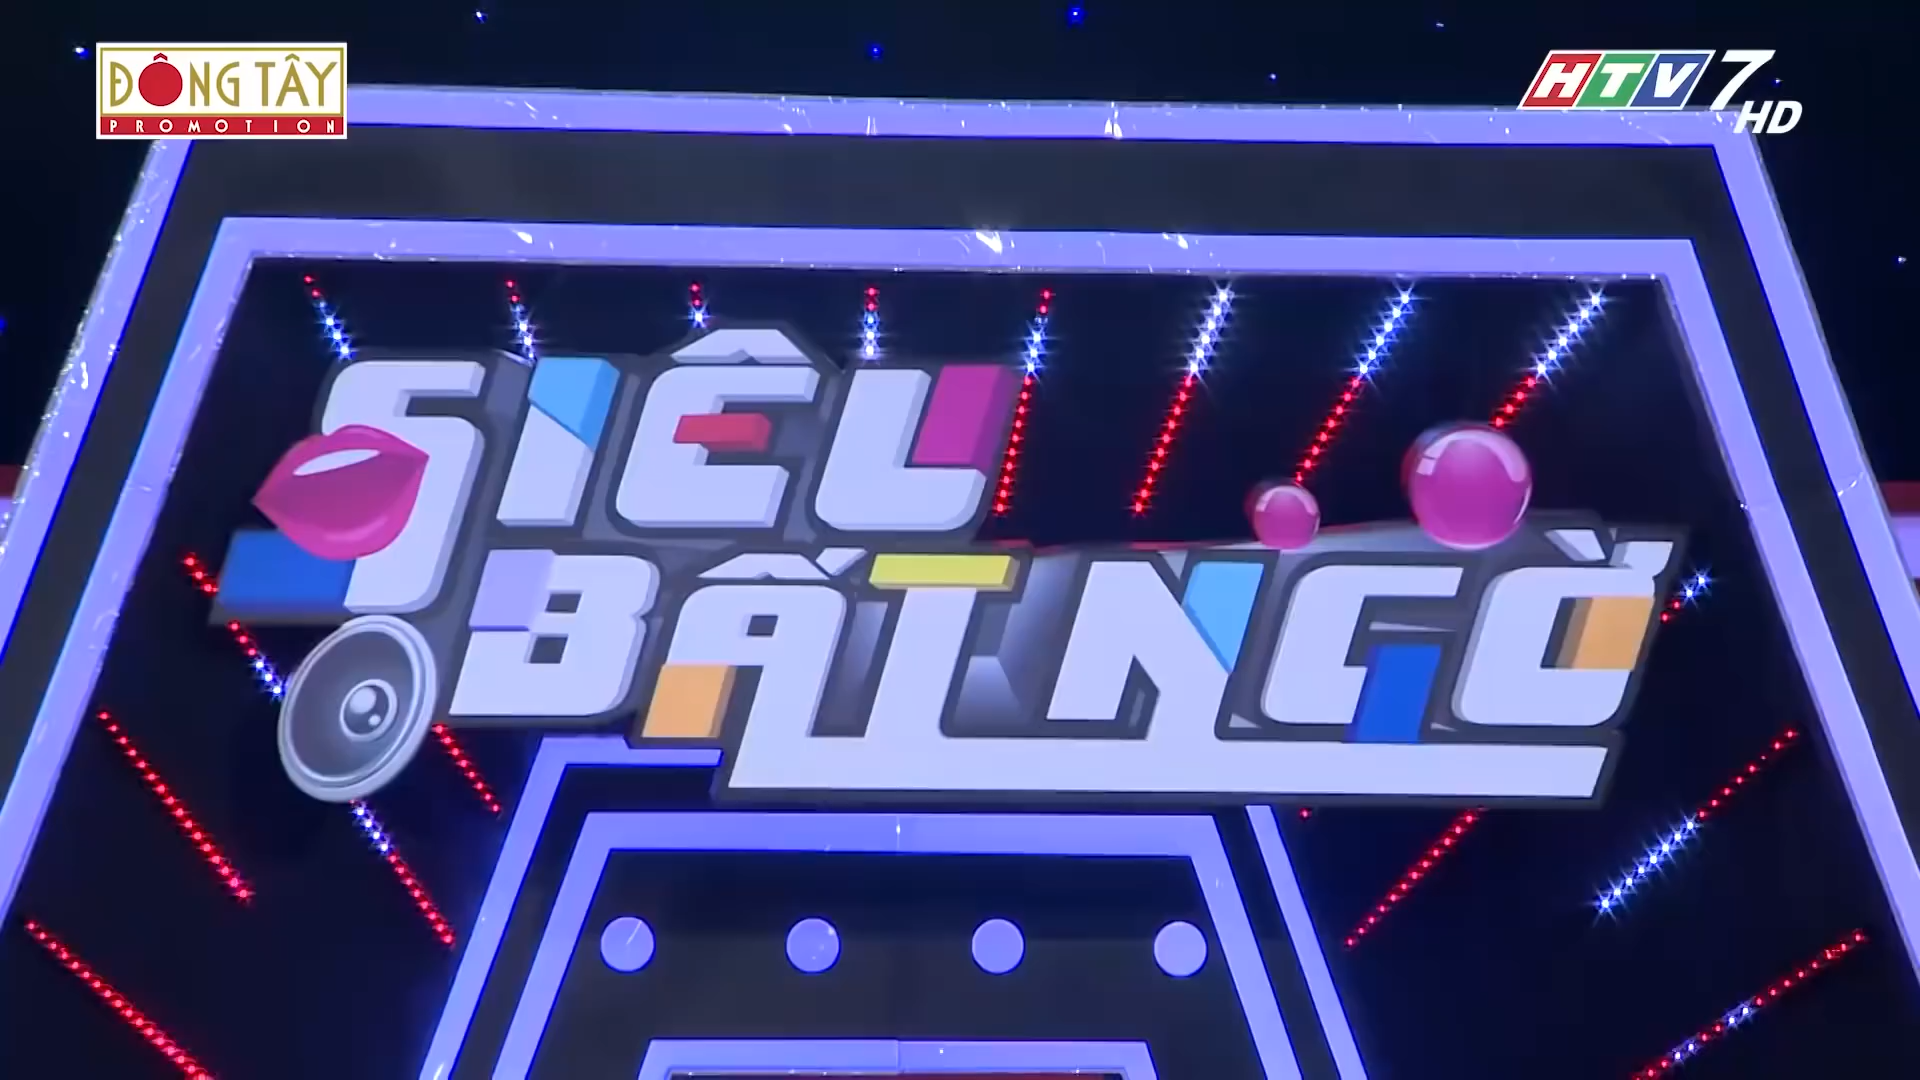 ĐÔNG TÂY
PROMOTION
HTV7
HD
SIÊU
BẤT NGỜ